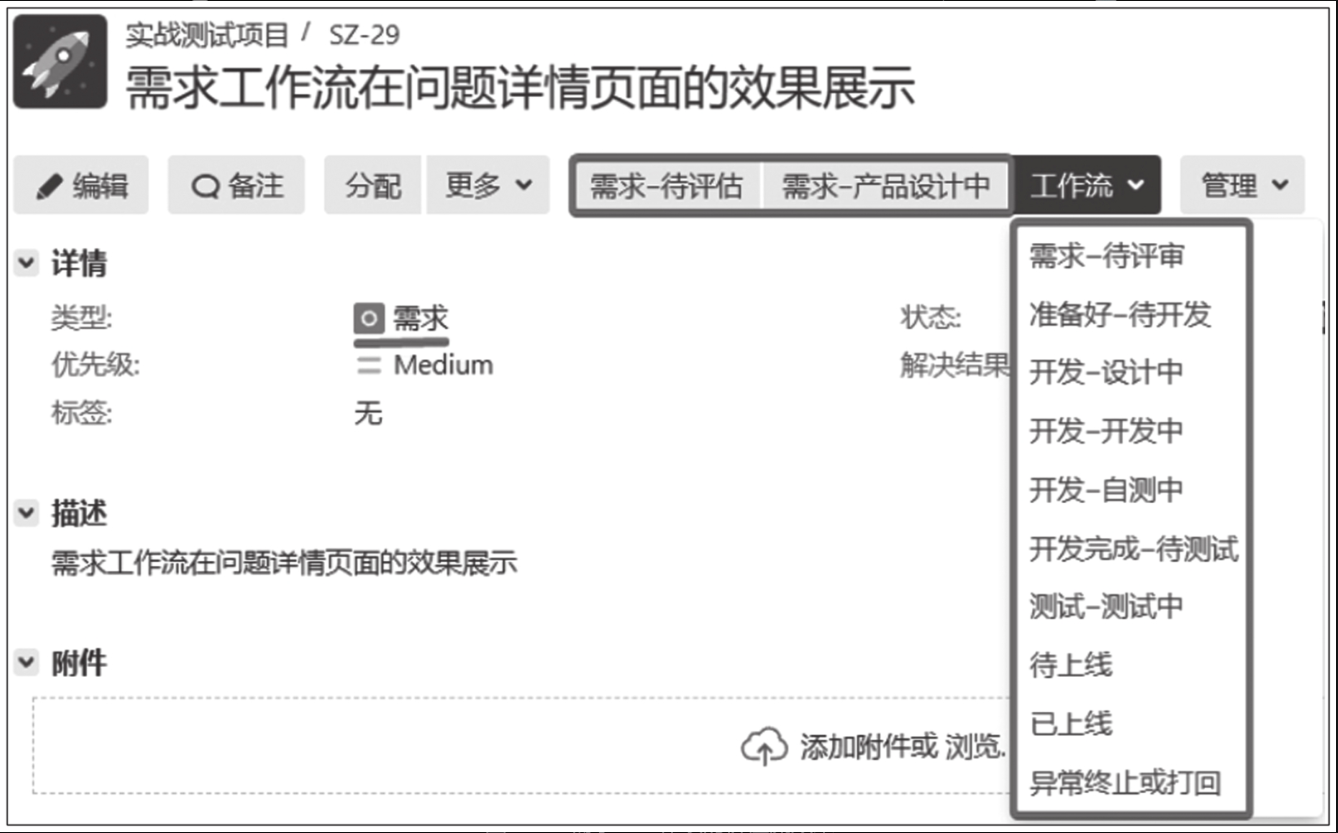 实战测试项目 / SZ-29
需求工作流在问题详情页面的效果展示
编辑 备注 分配 更多 需求-待评估 需求-产品设计中 工作流 管理
详情
类型: 需求 状态:
优先级: Medium 解决结果
标签: 无
描述
需求工作流在问题详情页面的效果展示
附件
添加附件或 浏览.
需求-待评审
准备好-待开发
开发-设计中
开发-开发中
开发-自测中
开发完成-待测试
测试-测试中
待上线
已上线
异常终止或打回